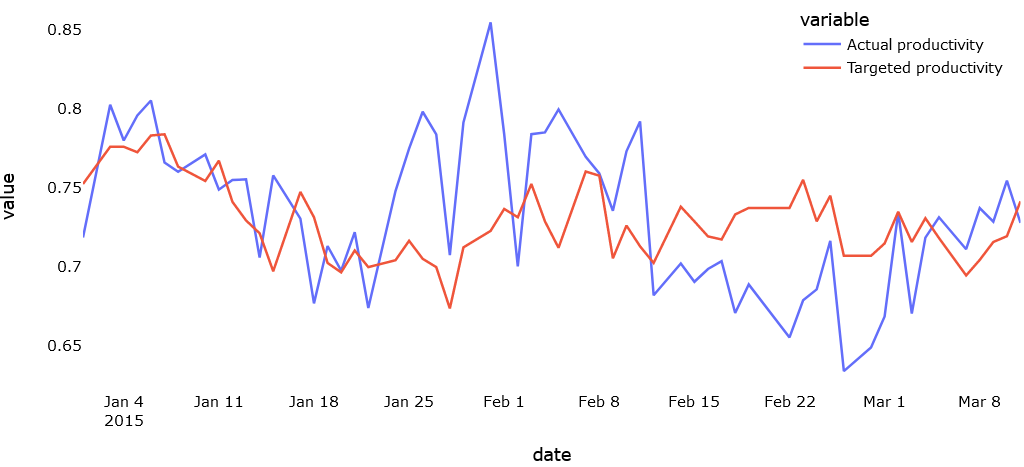 variable
Actual productivity
Targeted productivity
value
0.85
0.8
0.75
0.7
0.65
Jan 4
2015
Jan 11
Jan 18
Jan 25
Feb 1
Feb 8
Feb 15
Feb 22
Mar 1
Mar 8
date